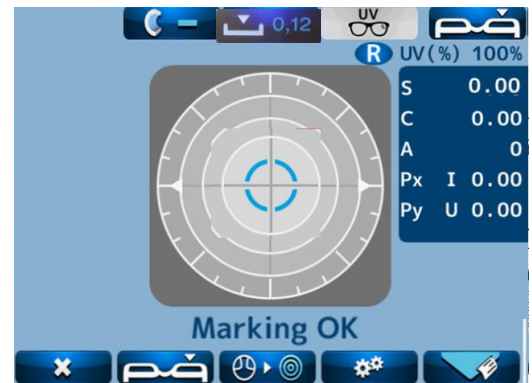 0,12 UV
R UV(%) 100%
S 0.00
C 0.00
A 0
Px I 0.00
Py U 0.00
Marking OK